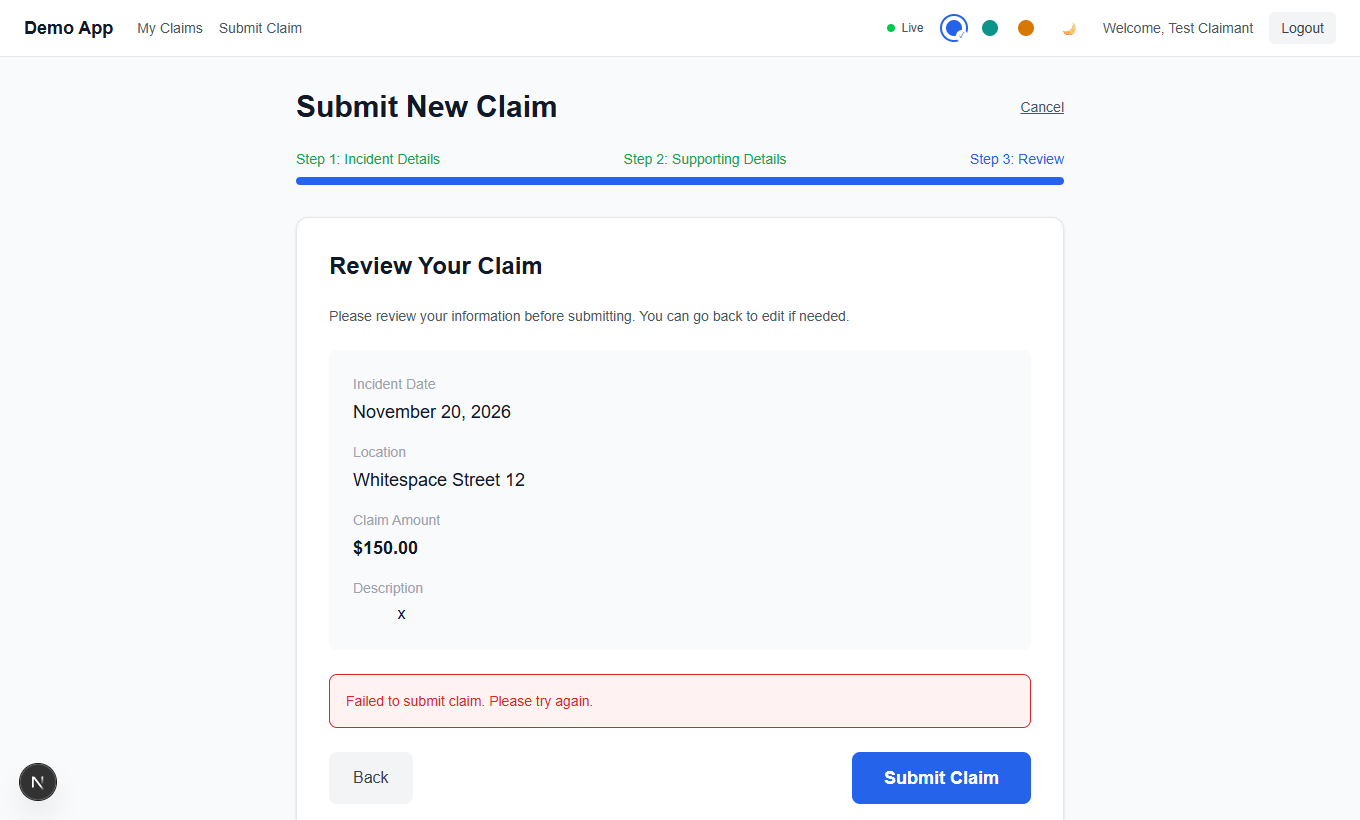 Demo App My Claims Submit Claim Live Welcome, Test Claimant Logout
Submit New Claim Cancel
Step 1: Incident Details Step 2: Supporting Details Step 3: Review
Review Your Claim
Please review your information before submitting. You can go back to edit if needed.
Incident Date
November 20, 2026
Location
Whitespace Street 12
Claim Amount
$150.00
Description
x
Failed to submit claim. Please try again.
Back Submit Claim
N